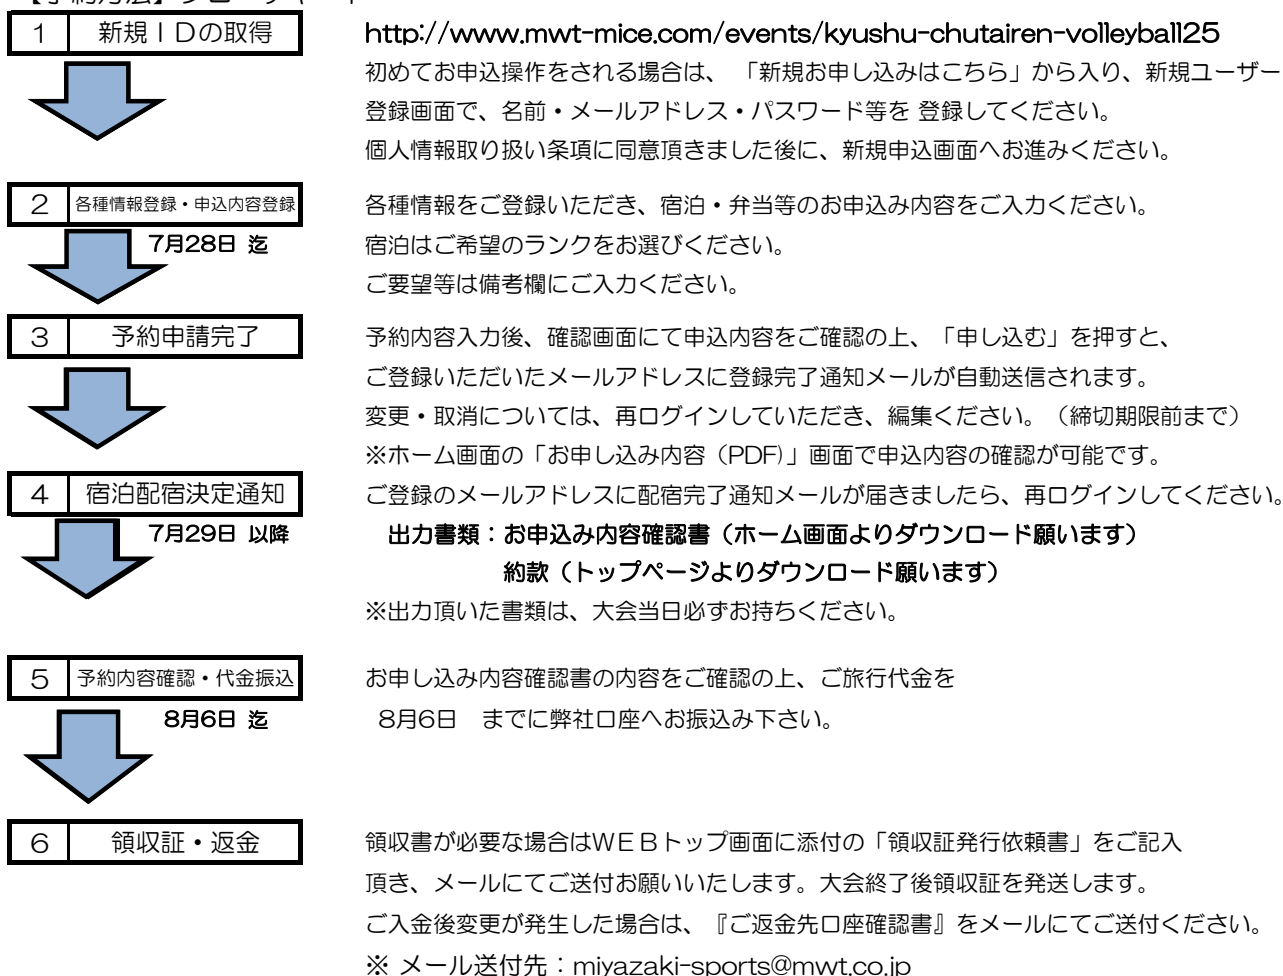 【予約方法】フローチャート
1 新規ＩＤの取得 http://www.mwt-mice.com/events/kyushu-chutairen-volleyball25
初めてお申込操作をされる場合は、「新規お申し込みはこちら」から入り、新規ユーザー
登録画面で、名前・メールアドレス・パスワード等を 登録してください。
個人情報取り扱い条項に同意頂きました後に、新規申込画面へお進みください。
2 各種情報登録・申込内容登録 各種情報をご登録いただき、宿泊・弁当等のお申込み内容をご入力ください。
7月28日 迄 宿泊はご希望のランクをお選びください。
ご要望等は備考欄にご入力ください。
3 予約申請完了 予約内容入力後、確認画面にて申込内容をご確認の上、「申し込む」を押すと、
ご登録いただいたメールアドレスに登録完了通知メールが自動送信されます。
変更・取消については、再ログインしていただき、編集ください。（締切期限前まで）
※ホーム画面の「お申し込み内容（PDF)」画面で申込内容の確認が可能です。
4 宿泊配宿決定通知 ご登録のメールアドレスに配宿完了通知メールが届きましたら、再ログインしてください。
7月29日 以降 出力書類：お申込み内容確認書（ホーム画面よりダウンロード願います）
約款（トップページよりダウンロード願います）
※出力頂いた書類は、大会当日必ずお持ちください。
5 予約内容確認・代金振込 お申し込み内容確認書の内容をご確認の上、ご旅行代金を
8月6日 迄 8月6日　までに弊社口座へお振込み下さい。
6 領収証・返金 領収書が必要な場合はＷＥＢトップ画面に添付の「領収証発行依頼書」をご記入
頂き、メールにてご送付お願いいたします。大会終了後領収証を発送します。
ご入金後変更が発生した場合は、『ご返金先口座確認書』をメールにてご送付ください。
※ メール送付先：miyazaki-sports@mwt.co.jp